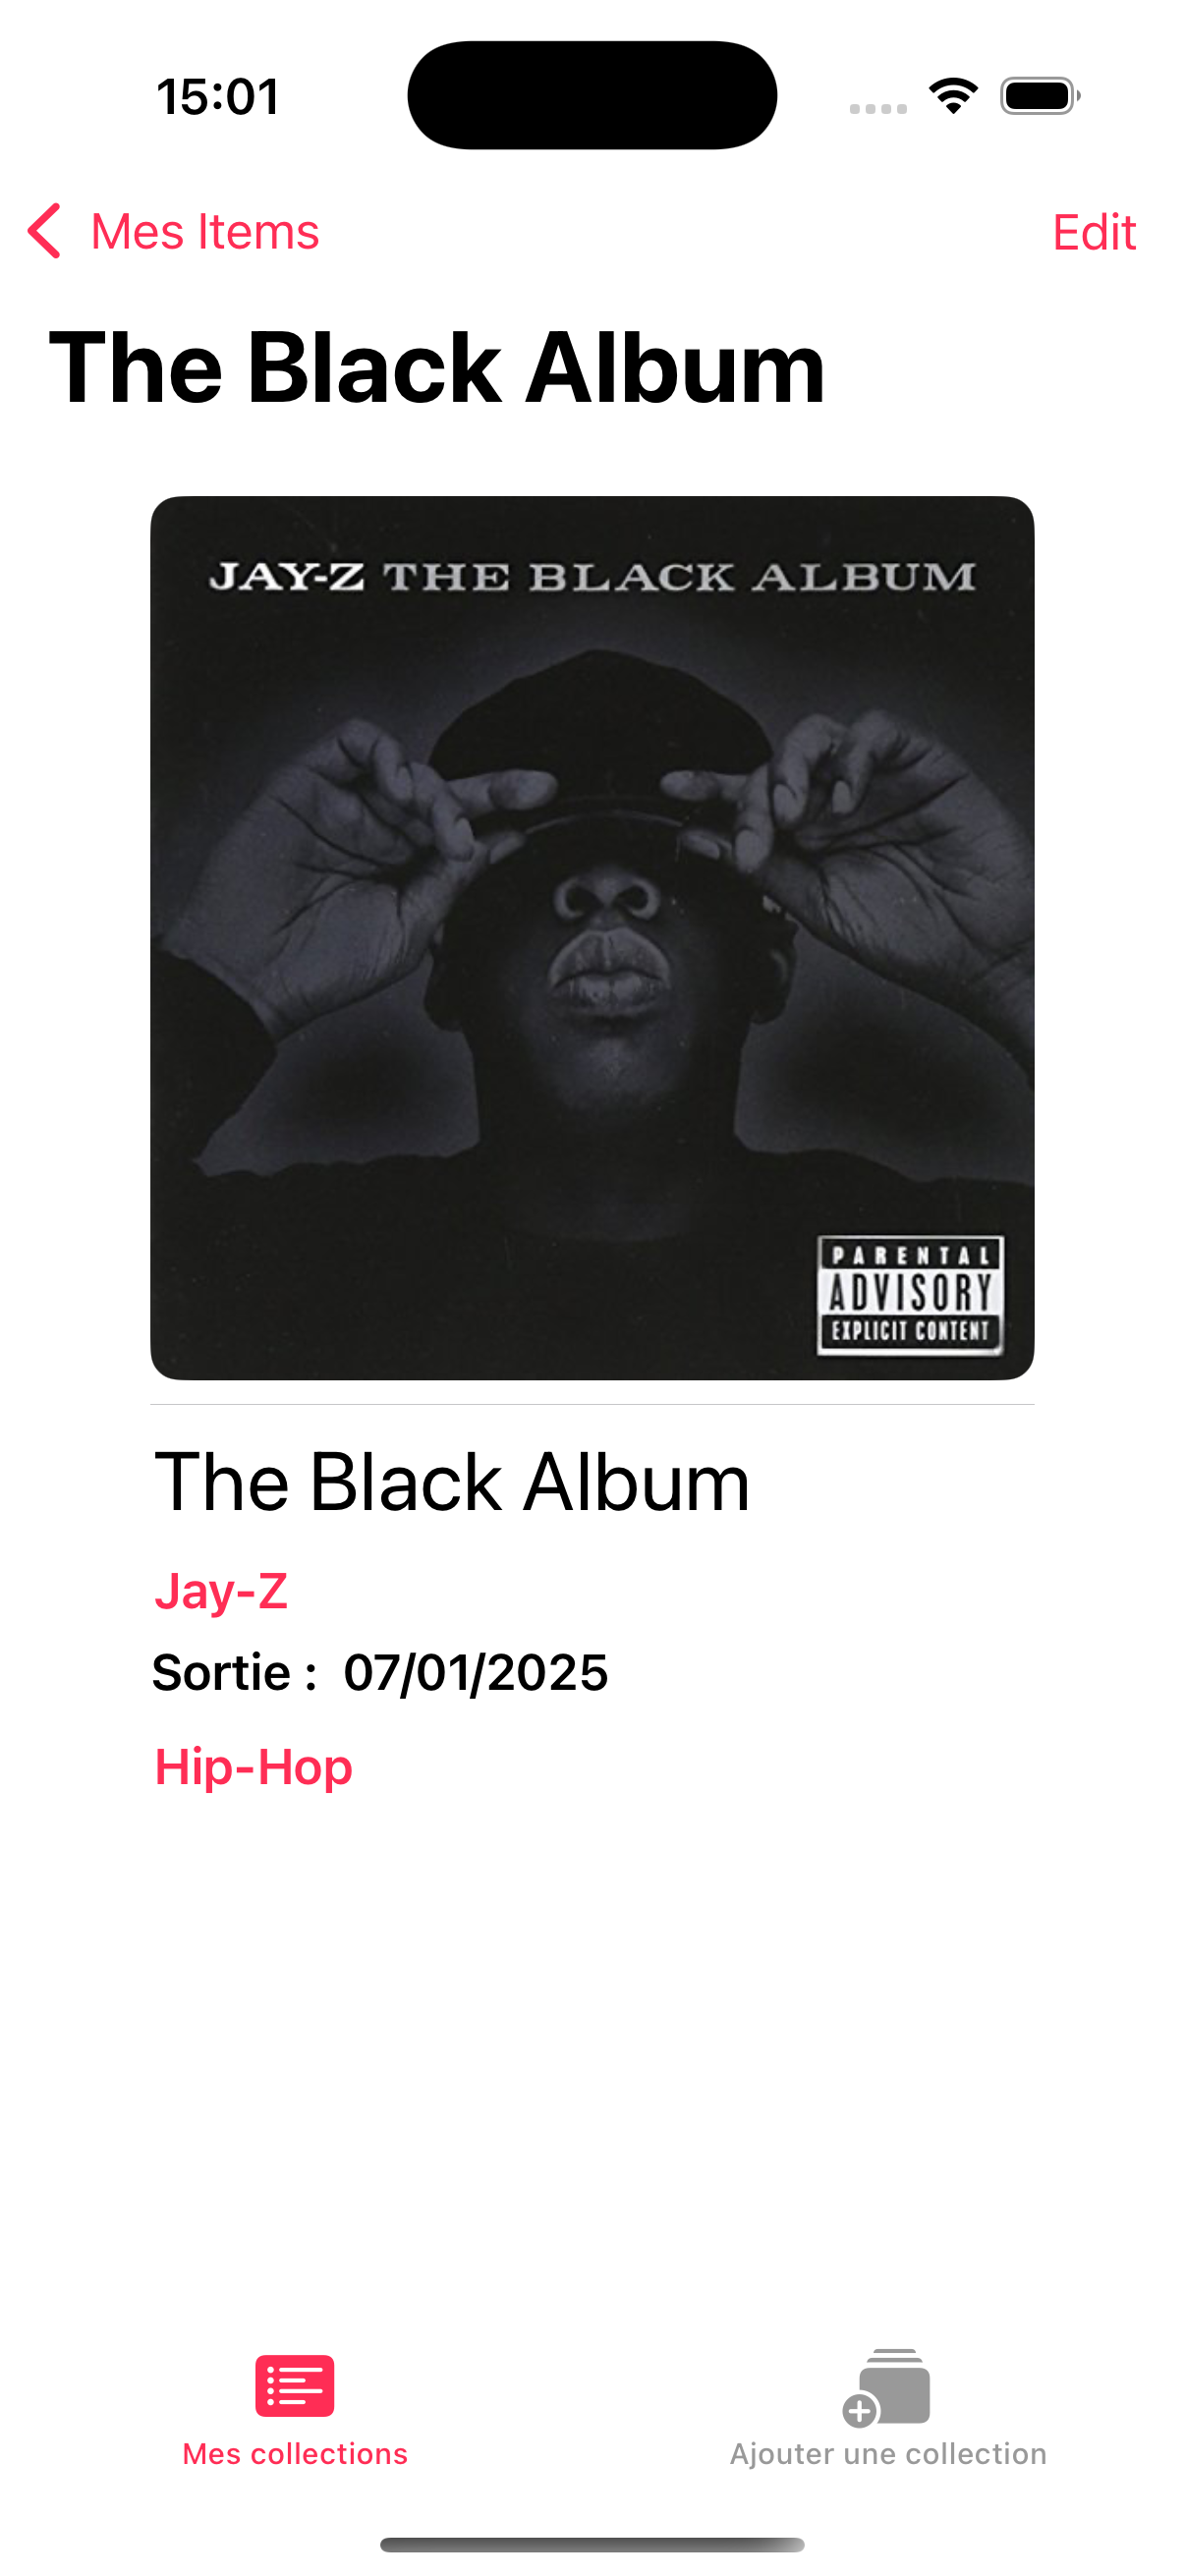 15:01
Mes Items
Edit
The Black Album
JAY-Z THE BLACK ALBUM
PARENTAL
ADVISORY
EXPLICIT CONTENT
The Black Album
Jay-Z
Sortie : 07/01/2025
Hip-Hop
Mes collections
Ajouter une collection